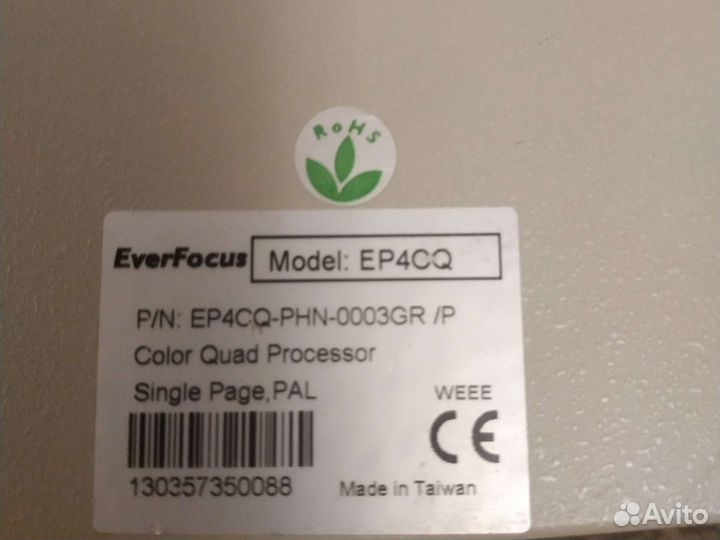 RoHS
EverFocus Model: EP4CQ
P/N: EP4CQ-PHN-0003GR /P
Color Quad Processor
Single Page,PAL WEEE
CE
130357350088 Made in Taiwan
Avito